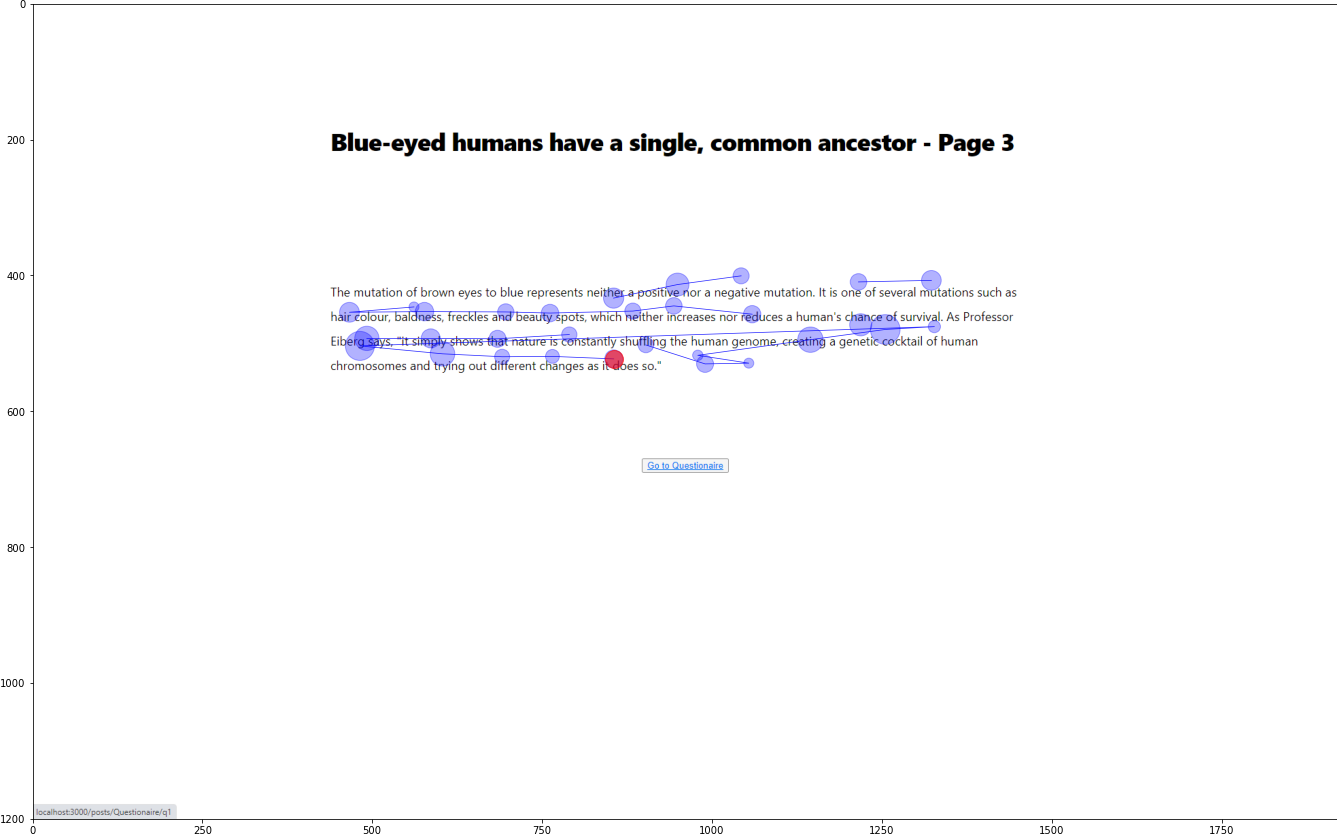 0
200
Blue-eyed humans have a single, common ancestor - Page 3
400
The mutation of brown eyes to blue represents neither a positive nor a negative mutation. It is one of several mutations such as
hair colour, baldness, freckles and beauty spots, which neither increases nor reduces a human's chance of survival. As Professor
Eiberg says, "it simply shows that nature is constantly shuffling the human genome, creating a genetic cocktail of human
chromosomes and trying out different changes as it does so."
600
Go to Questionaire
800
1000
localhost:3000/posts/Questionaire/q1
1200
0 250 500 750 1000 1250 1500 1750